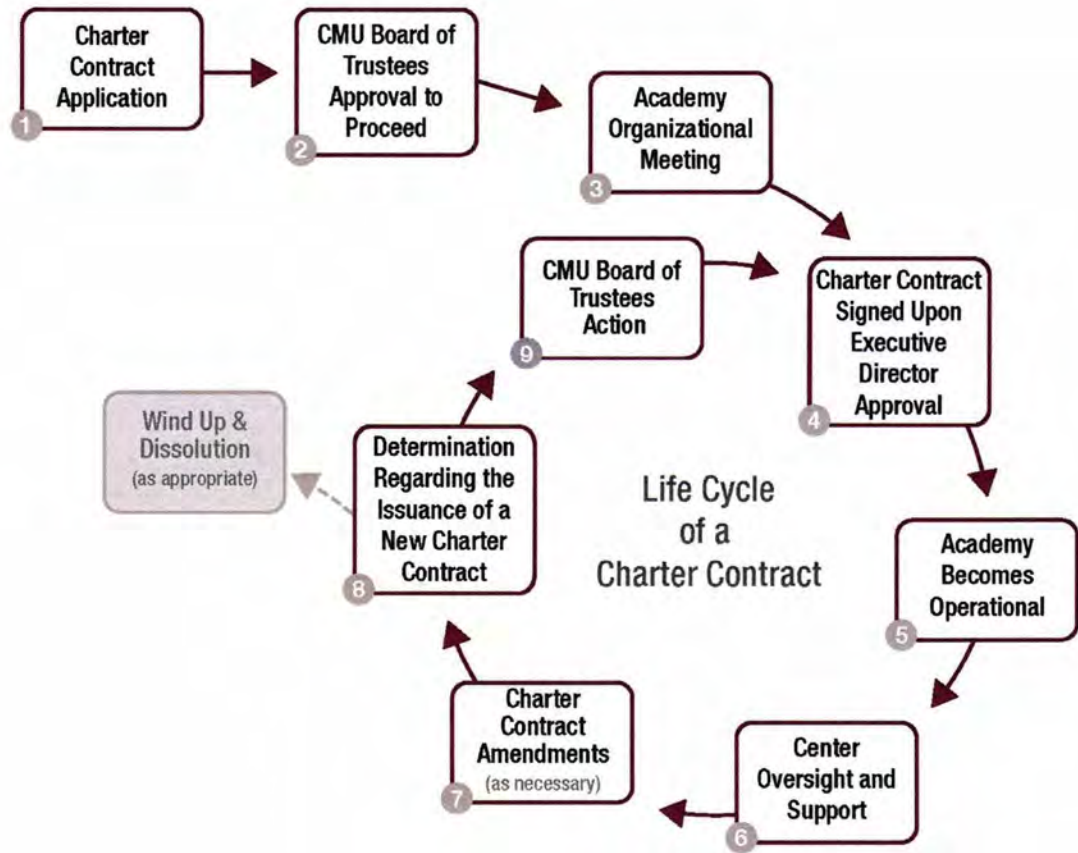 Charter
Contract
Application
1
CMU Board of
Trustees
Approval to
Proceed
2
Academy
Organizational
Meeting
3
Charter Contract
Signed Upon
Executive
Director
Approval
4
Academy
Becomes
Operational
5
Center
Oversight and
Support
6
Charter
Contract
Amendments
(as necessary)
7
Determination
Regarding the
Issuance of a
New Charter
Contract
8
CMU Board of
Trustees
Action
9
Wind Up &
Dissolution
(as appropriate)
Life Cycle
of a
Charter Contract